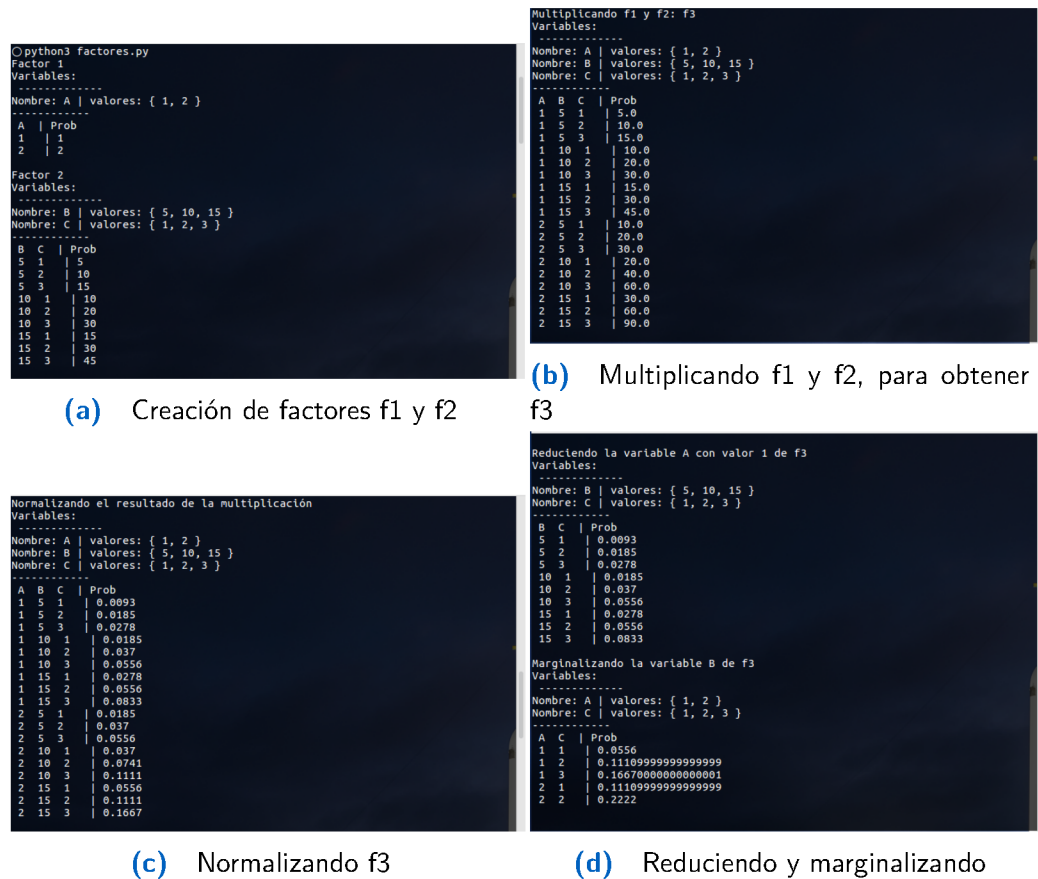 python3 factores.py
Factor 1
Variables:
-------------
Nombre: A | valores: { 1, 2 }
------------
A | Prob
1 | 1
2 | 2
Factor 2
Variables:
-------------
Nombre: B | valores: { 5, 10, 15 }
Nombre: C | valores: { 1, 2, 3 }
------------
B C | Prob
5 1 | 5
5 2 | 10
5 3 | 15
10 1 | 10
10 2 | 20
10 3 | 30
15 1 | 15
15 2 | 30
15 3 | 45
(a) Creación de factores f1 y f2
Multiplicando f1 y f2: f3
Variables:
-------------
Nombre: A | valores: { 1, 2 }
Nombre: B | valores: { 5, 10, 15 }
Nombre: C | valores: { 1, 2, 3 }
------------
A B C | Prob
1 5 1 | 5.0
1 5 2 | 10.0
1 5 3 | 15.0
1 10 1 | 10.0
1 10 2 | 20.0
1 10 3 | 30.0
1 15 1 | 15.0
1 15 2 | 30.0
1 15 3 | 45.0
2 5 1 | 10.0
2 5 2 | 20.0
2 5 3 | 30.0
2 10 1 | 20.0
2 10 2 | 40.0
2 10 3 | 60.0
2 15 1 | 30.0
2 15 2 | 60.0
2 15 3 | 90.0
(b) Multiplicando f1 y f2, para obtener
f3
Normalizando el resultado de la multiplicación
Variables:
-------------
Nombre: A | valores: { 1, 2 }
Nombre: B | valores: { 5, 10, 15 }
Nombre: C | valores: { 1, 2, 3 }
------------
A B C | Prob
1 5 1 | 0.0093
1 5 2 | 0.0185
1 5 3 | 0.0278
1 10 1 | 0.0185
1 10 2 | 0.037
1 10 3 | 0.0556
1 15 1 | 0.0278
1 15 2 | 0.0556
1 15 3 | 0.0833
2 5 1 | 0.0185
2 5 2 | 0.037
2 5 3 | 0.0556
2 10 1 | 0.037
2 10 2 | 0.0741
2 10 3 | 0.1111
2 15 1 | 0.0556
2 15 2 | 0.1111
2 15 3 | 0.1667
(c) Normalizando f3
Reduciendo la variable A con valor 1 de f3
Variables:
-------------
Nombre: B | valores: { 5, 10, 15 }
Nombre: C | valores: { 1, 2, 3 }
------------
B C | Prob
5 1 | 0.0093
5 2 | 0.0185
5 3 | 0.0278
10 1 | 0.0185
10 2 | 0.037
10 3 | 0.0556
15 1 | 0.0278
15 2 | 0.0556
15 3 | 0.0833
Marginalizando la variable B de f3
Variables:
-------------
Nombre: A | valores: { 1, 2 }
Nombre: C | valores: { 1, 2, 3 }
------------
A C | Prob
1 1 | 0.0556
1 2 | 0.11109999999999999
1 3 | 0.16670000000000001
2 1 | 0.11109999999999999
2 2 | 0.2222
(d) Reduciendo y marginalizando